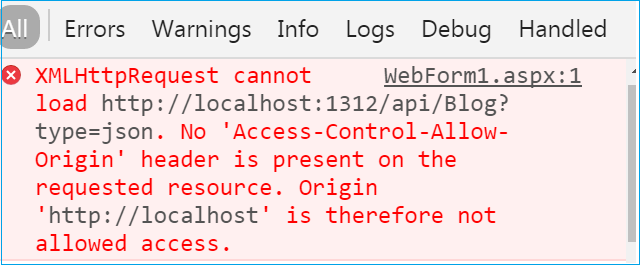 All Errors Warnings Info Logs Debug Handled
XMLHttpRequest cannot WebForm1.aspx:1
load http://localhost:1312/api/Blog?
type=json. No 'Access-Control-Allow-
Origin' header is present on the
requested resource. Origin
'http://localhost' is therefore not
allowed access.